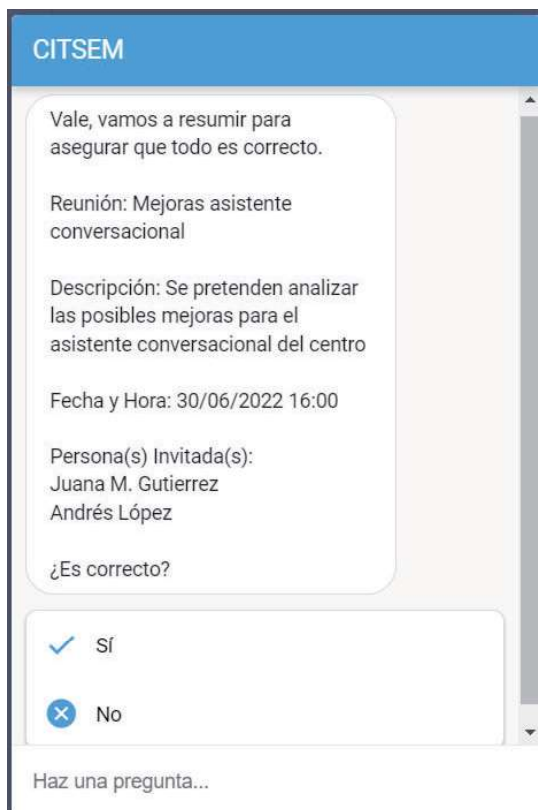 CITSEM
Vale, vamos a resumir para
asegurar que todo es correcto.
Reunión: Mejoras asistente
conversacional
Descripción: Se pretenden analizar
las posibles mejoras para el
asistente conversacional del centro
Fecha y Hora: 30/06/2022 16:00
Persona(s) Invitada(s):
Juana M. Gutierrez
Andrés López
¿Es correcto?
Sí
No
Haz una pregunta...